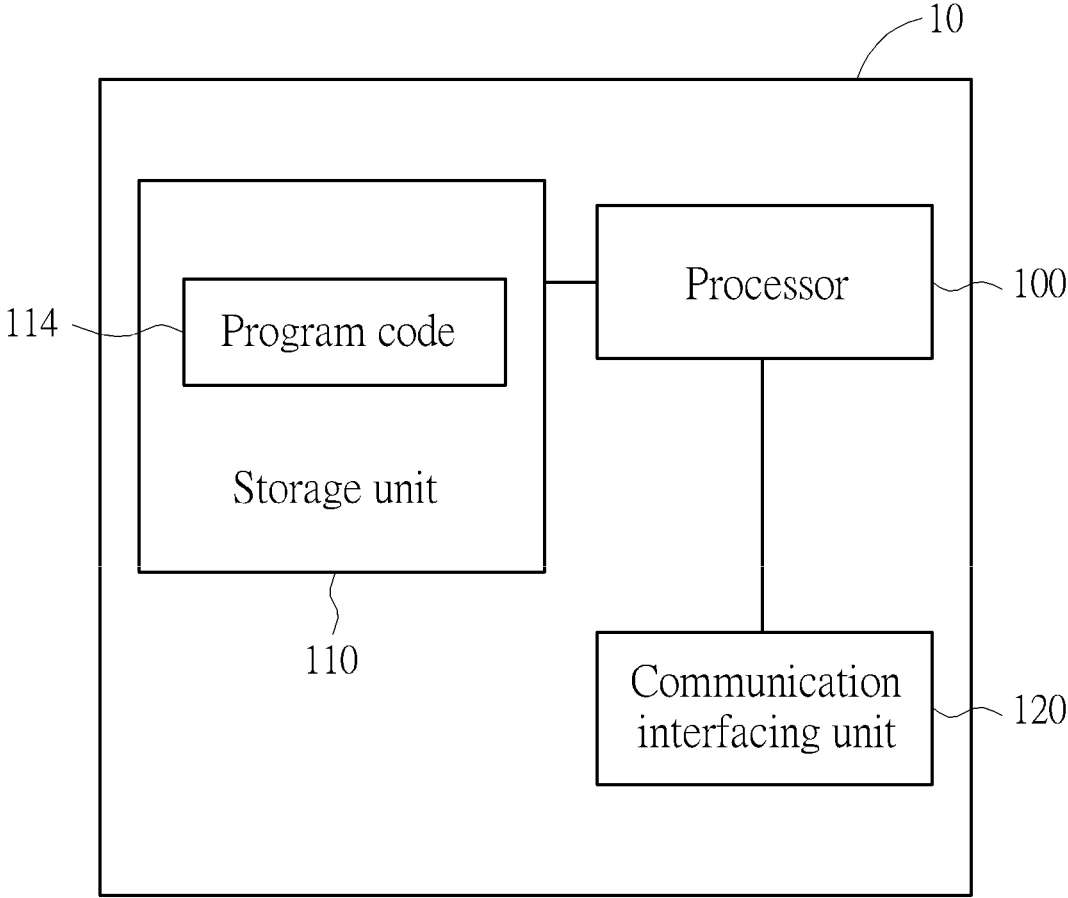 10
Processor
100
114
Program code
Storage unit
110
Communication
interfacing unit
120